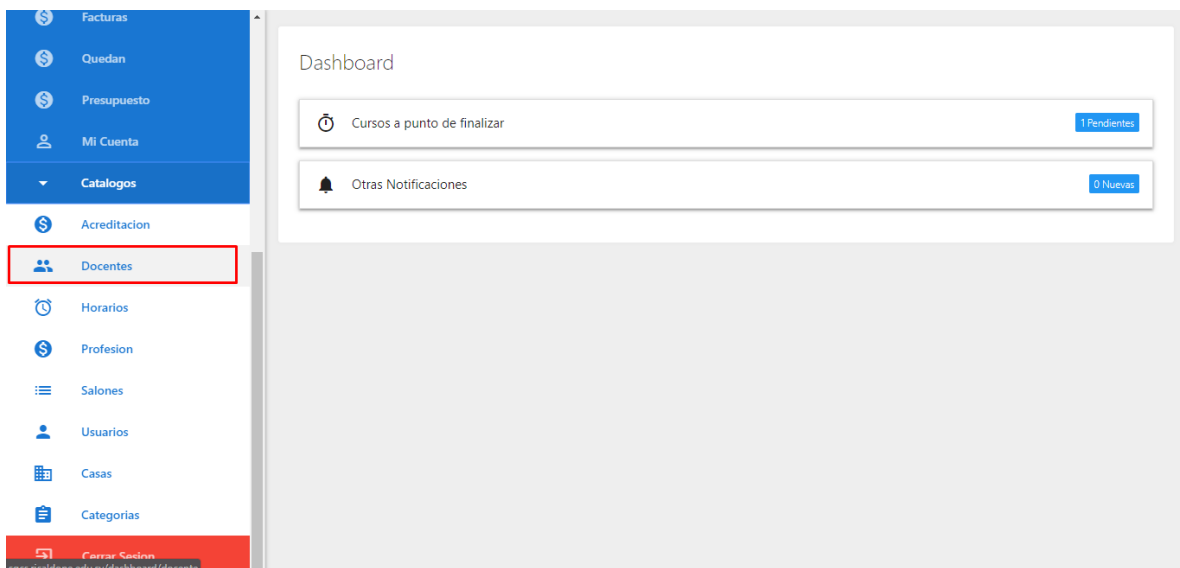 Facturas
Quedan
Presupuesto
Mi Cuenta
Catalogos
Acreditacion
Docentes
Horarios
Profesion
Salones
Usuarios
Casas
Categorias
Cerrar Sesion
Dashboard
Cursos a punto de finalizar
1 Pendientes
Otras Notificaciones
0 Nuevas